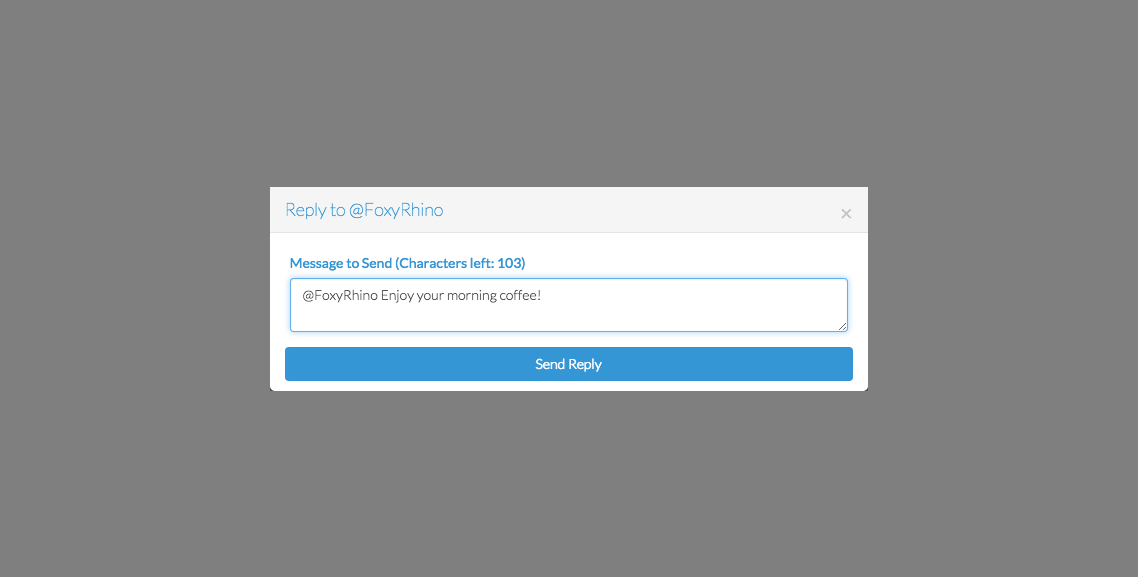 Reply to @FoxyRhino
×
Message to Send (Characters left: 103)
@FoxyRhino Enjoy your morning coffee!
Send Reply